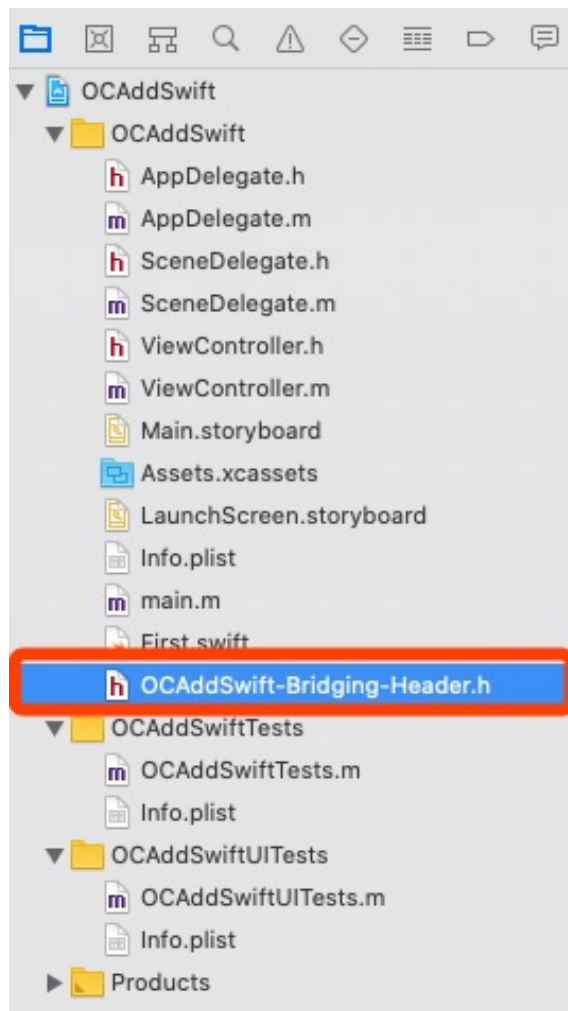 OCAddSwift
OCAddSwift
h AppDelegate.h
m AppDelegate.m
h SceneDelegate.h
m SceneDelegate.m
h ViewController.h
m ViewController.m
Main.storyboard
Assets.xcassets
LaunchScreen.storyboard
Info.plist
m main.m
First.swift
h OCAddSwift-Bridging-Header.h
OCAddSwiftTests
m OCAddSwiftTests.m
Info.plist
OCAddSwiftUITests
m OCAddSwiftUITests.m
Info.plist
Products